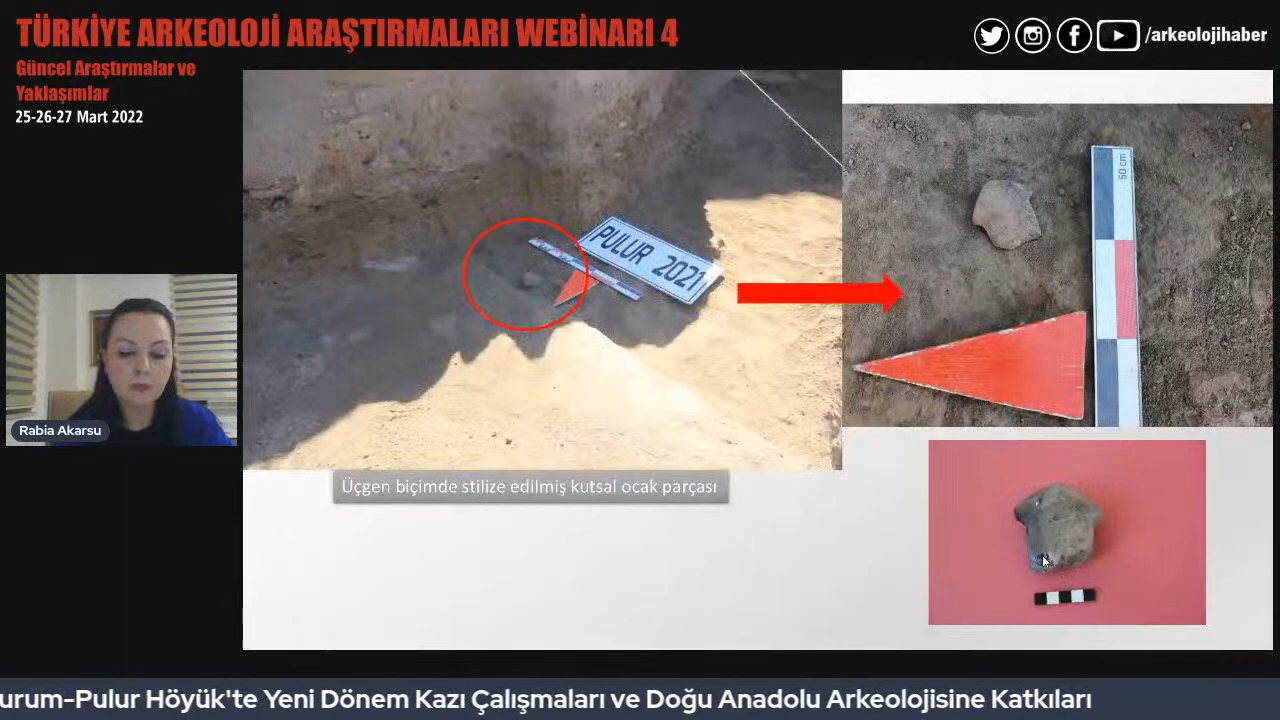 TÜRKİYE ARKEOLOJİ ARAŞTIRMALARI WEBİNARI 4
Güncel Araştırmalar ve
Yaklaşımlar
25-26-27 Mart 2022
/arkeolojihaber
PULUR 2021
50 cm
Rabia Akarsu
Üçgen biçimde stilize edilmiş kutsal ocak parçası
urum-Pulur Höyük'te Yeni Dönem Kazı Çalışmaları ve Doğu Anadolu Arkeolojisine Katkıları